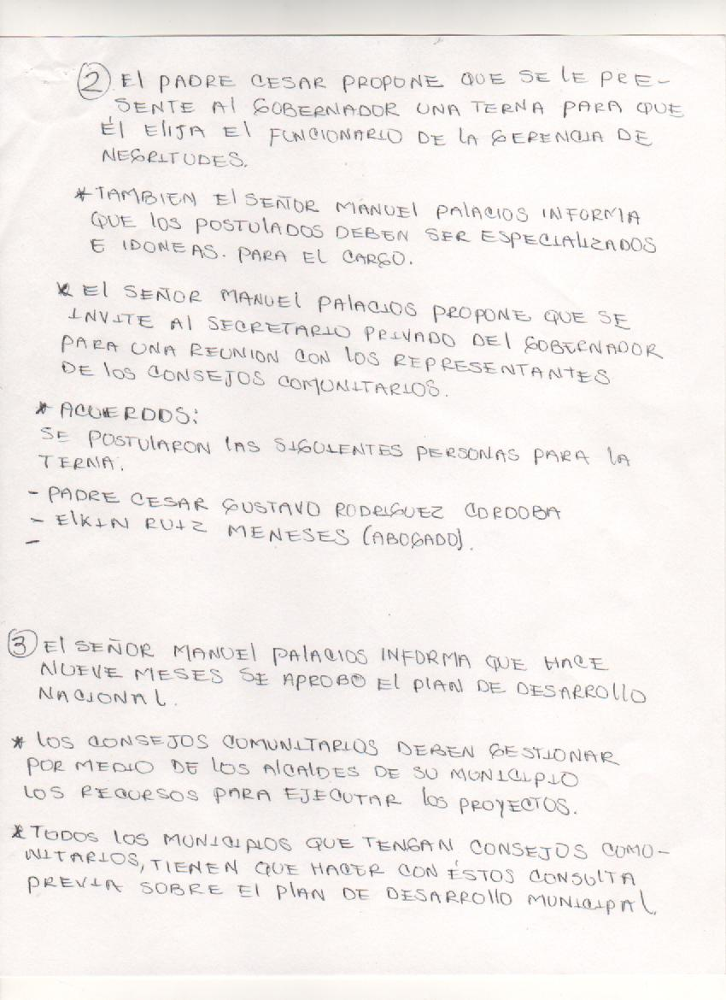 ② El PADRE CESAR PROPONE QUE SE lE PRE-
SENTE Al GOBERNADOR UNA TERNA PARA QUE
ÉL ElIJA El FUNCIONARIO DE lA GERENCIA DE
NEGRITUDES.
* TAMBIEN El SEÑOR MANUEl PAlACIOS INFORMA
QUE lOS POSTUlADOS DEBEN SER ESPECIAlIZADOS
E IDONEAS. PARA EL CARGO.
* El SEÑOR MANUEl PAlACIOS PROPONE QUE SE
INVITE Al SECRETARIO PRIVADO DEl GOBERNADOR
PARA UNA REUNION CON lOS REPRESENTANTES
DE lOS CONSEJOS COMUNITARIOS.
* ACUERDOS:
SE POSTULARON lAS SIGUIENTES PERSONAS PARA lA
TERNA.
- PADRE CESAR GUSTAVO RODRIGUEZ CORDOBA
- ElKIN RUIZ MENESES (ABOGADO).
-
③ El SEÑOR MANUEl PAlACIOS INFORMA QUE HACE
NUEVE MESES SE APROBO El PlAN DE DESARROllO
NACIONAL.
* lOS CONSEJOS COMUNITARIOS DEBEN GESTIONAR
POR MEDIO DE LOS AlCAlDES DE SU MUNICIPIO
LOS RECURSOS PARA EJECUTAR lOS PROYECTOS.
* TODOS lOS MUNICIPIOS QUE TENGAN CONSEJOS COMO-
NITARIOS, TIENEN QUE HACER CON ÉSTOS CONSUlTA
PREVIA SOBRE El PlAN DE DESARROllO MUNICIPAL.